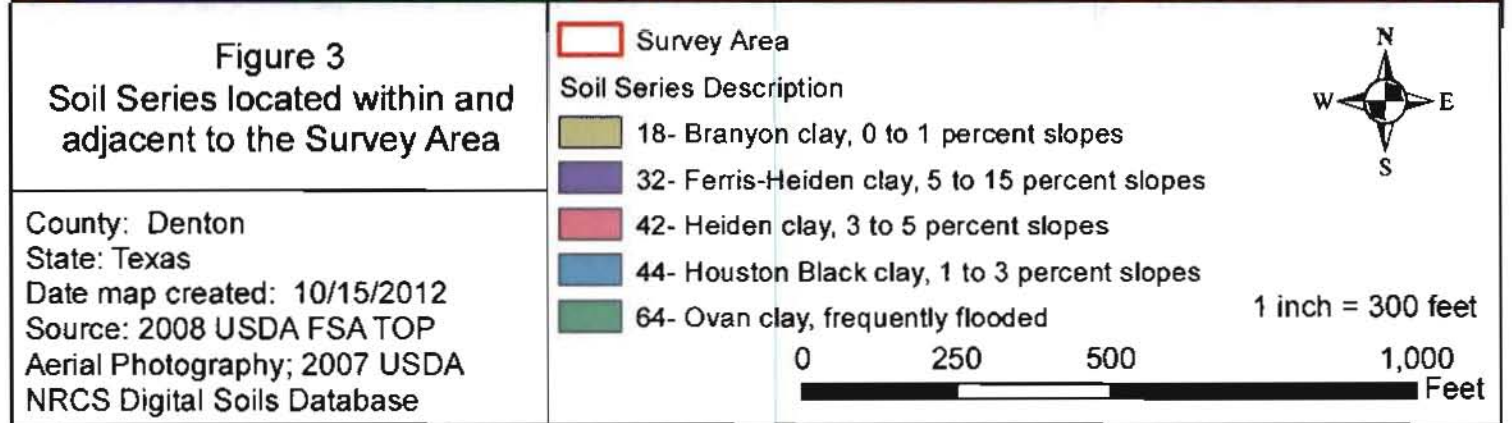 Figure 3
Soil Series located within and
adjacent to the Survey Area
County: Denton
State: Texas
Date map created: 10/15/2012
Source: 2008 USDA FSA TOP
Aerial Photography; 2007 USDA
NRCS Digital Soils Database
Survey Area
Soil Series Description
18- Branyon clay, 0 to 1 percent slopes
32- Ferris-Heiden clay, 5 to 15 percent slopes
42- Heiden clay, 3 to 5 percent slopes
44- Houston Black clay, 1 to 3 percent slopes
64- Ovan clay, frequently flooded
N
W E
S
1 inch = 300 feet
0 250 500 1,000
Feet